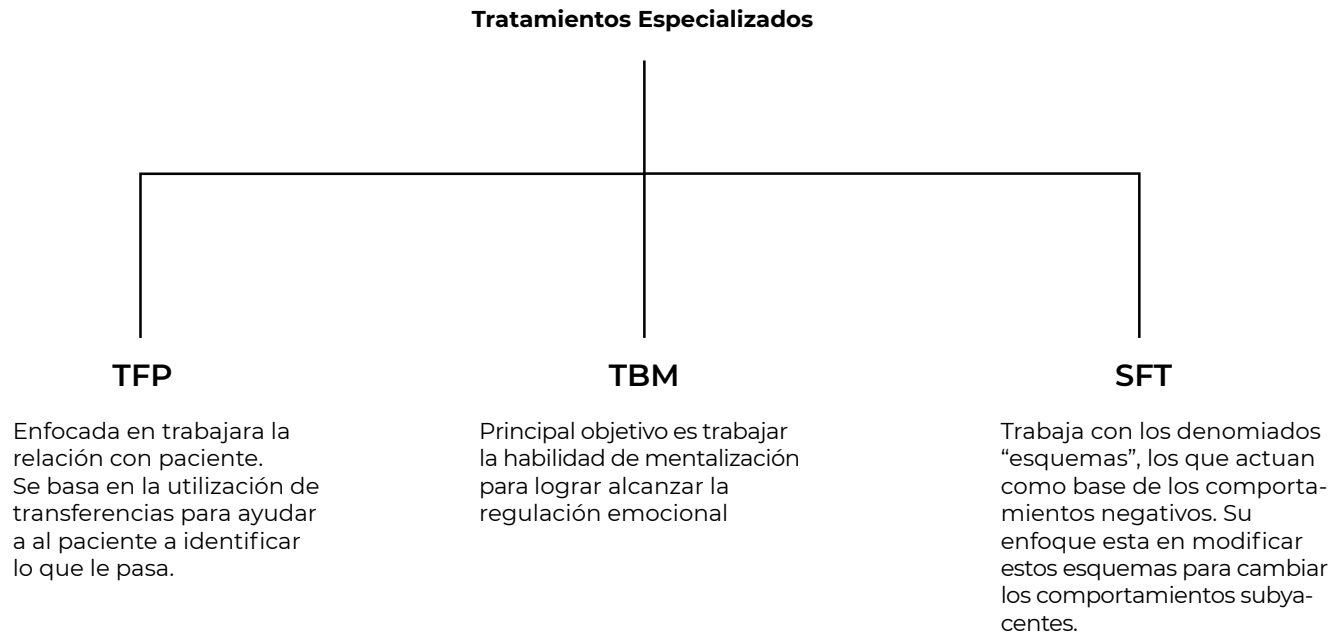 Tratamientos Especializados
TFP
Enfocada en trabajara la
relación con paciente.
Se basa en la utilización de
transferencias para ayudar
a al paciente a identificar
lo que le pasa.
TBM
Principal objetivo es trabajar
la habilidad de mentalización
para lograr alcanzar la
regulación emocional
SFT
Trabaja con los denomiados
“esquemas”, los que actuan
como base de los comporta-
mientos negativos. Su
enfoque esta en modificar
estos esquemas para cambiar
los comportamientos subya-
centes.